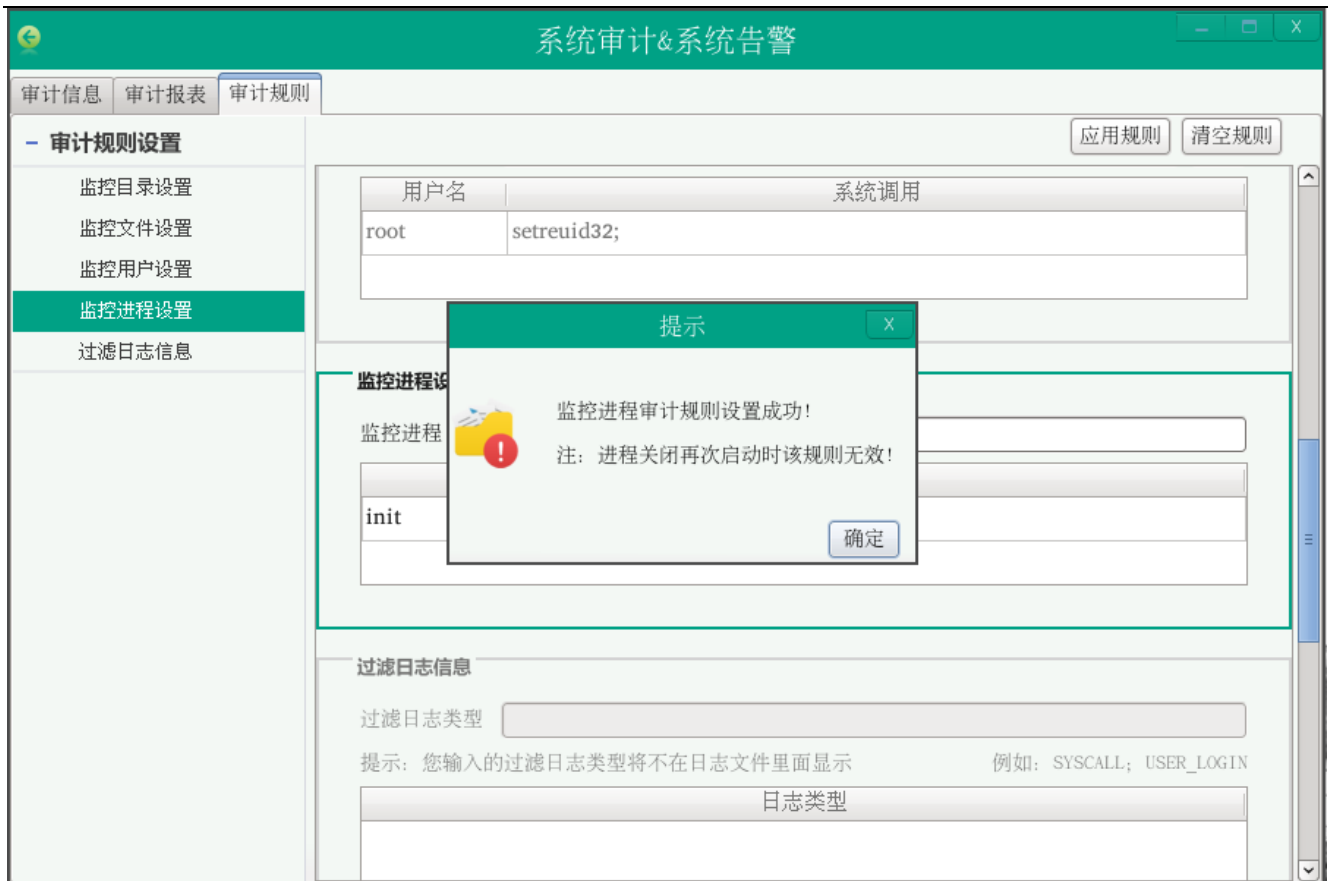 系统审计&系统告警
审计信息 审计报表 审计规则
应用规则 清空规则
- 审计规则设置
监控目录设置
监控文件设置
监控用户设置
监控进程设置
过滤日志信息
用户名 系统调用
root setreuid32;
提示 X
监控进程审计规则设置成功!
注: 进程关闭再次启动时该规则无效!
确定
监控进程设
监控进程
init
过滤日志信息
过滤日志类型
提示: 您输入的过滤日志类型将不在日志文件里面显示 例如: SYSCALL; USER_LOGIN
日志类型